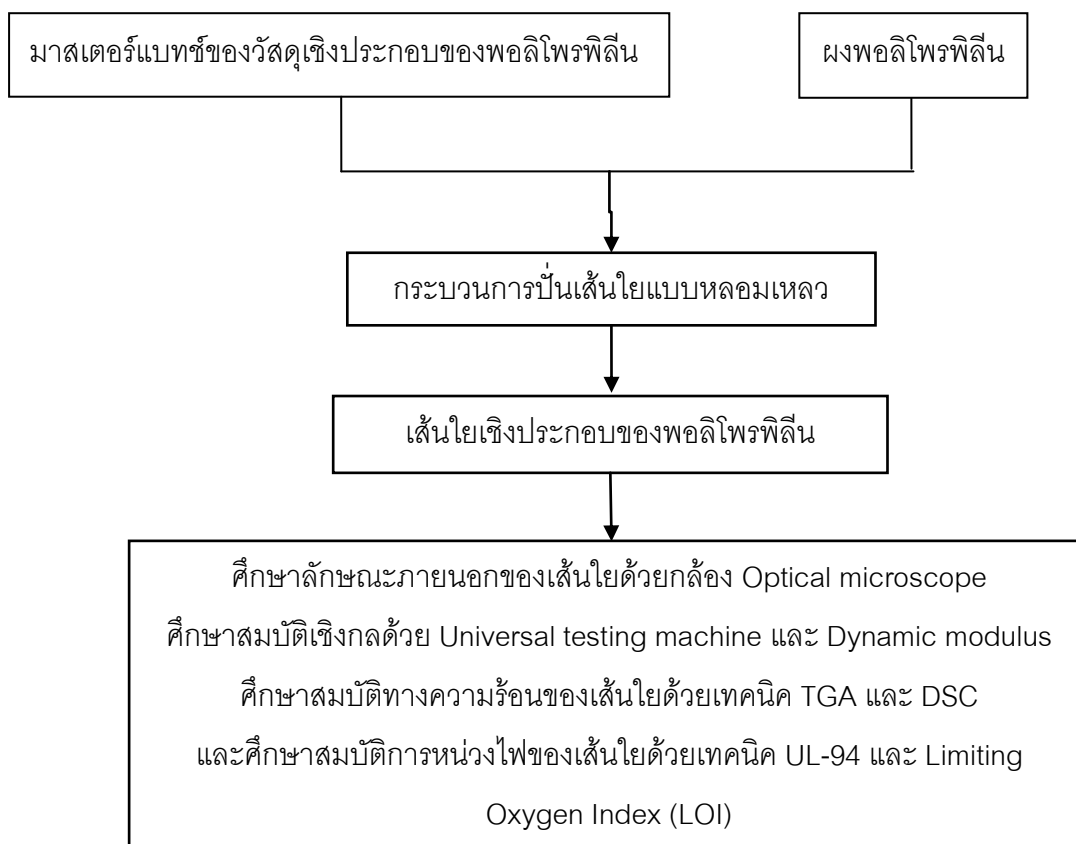 มาสเตอร์แบทช์ของวัสดุเชิงประกอบของพอลิโพรพิลีน
ผงพอลิโพรพิลีน
กระบวนการปั่นเส้นใยแบบหลอมเหลว
เส้นใยเชิงประกอบของพอลิโพรพิลีน
ศึกษาลักษณะภายนอกของเส้นใยด้วยกล้อง Optical microscope
ศึกษาสมบัติเชิงกลด้วย Universal testing machine และ Dynamic modulus
ศึกษาสมบัติทางความร้อนของเส้นใยด้วยเทคนิค TGA และ DSC
และศึกษาสมบัติการหน่วงไฟของเส้นใยด้วยเทคนิค UL-94 และ Limiting
Oxygen Index (LOI)